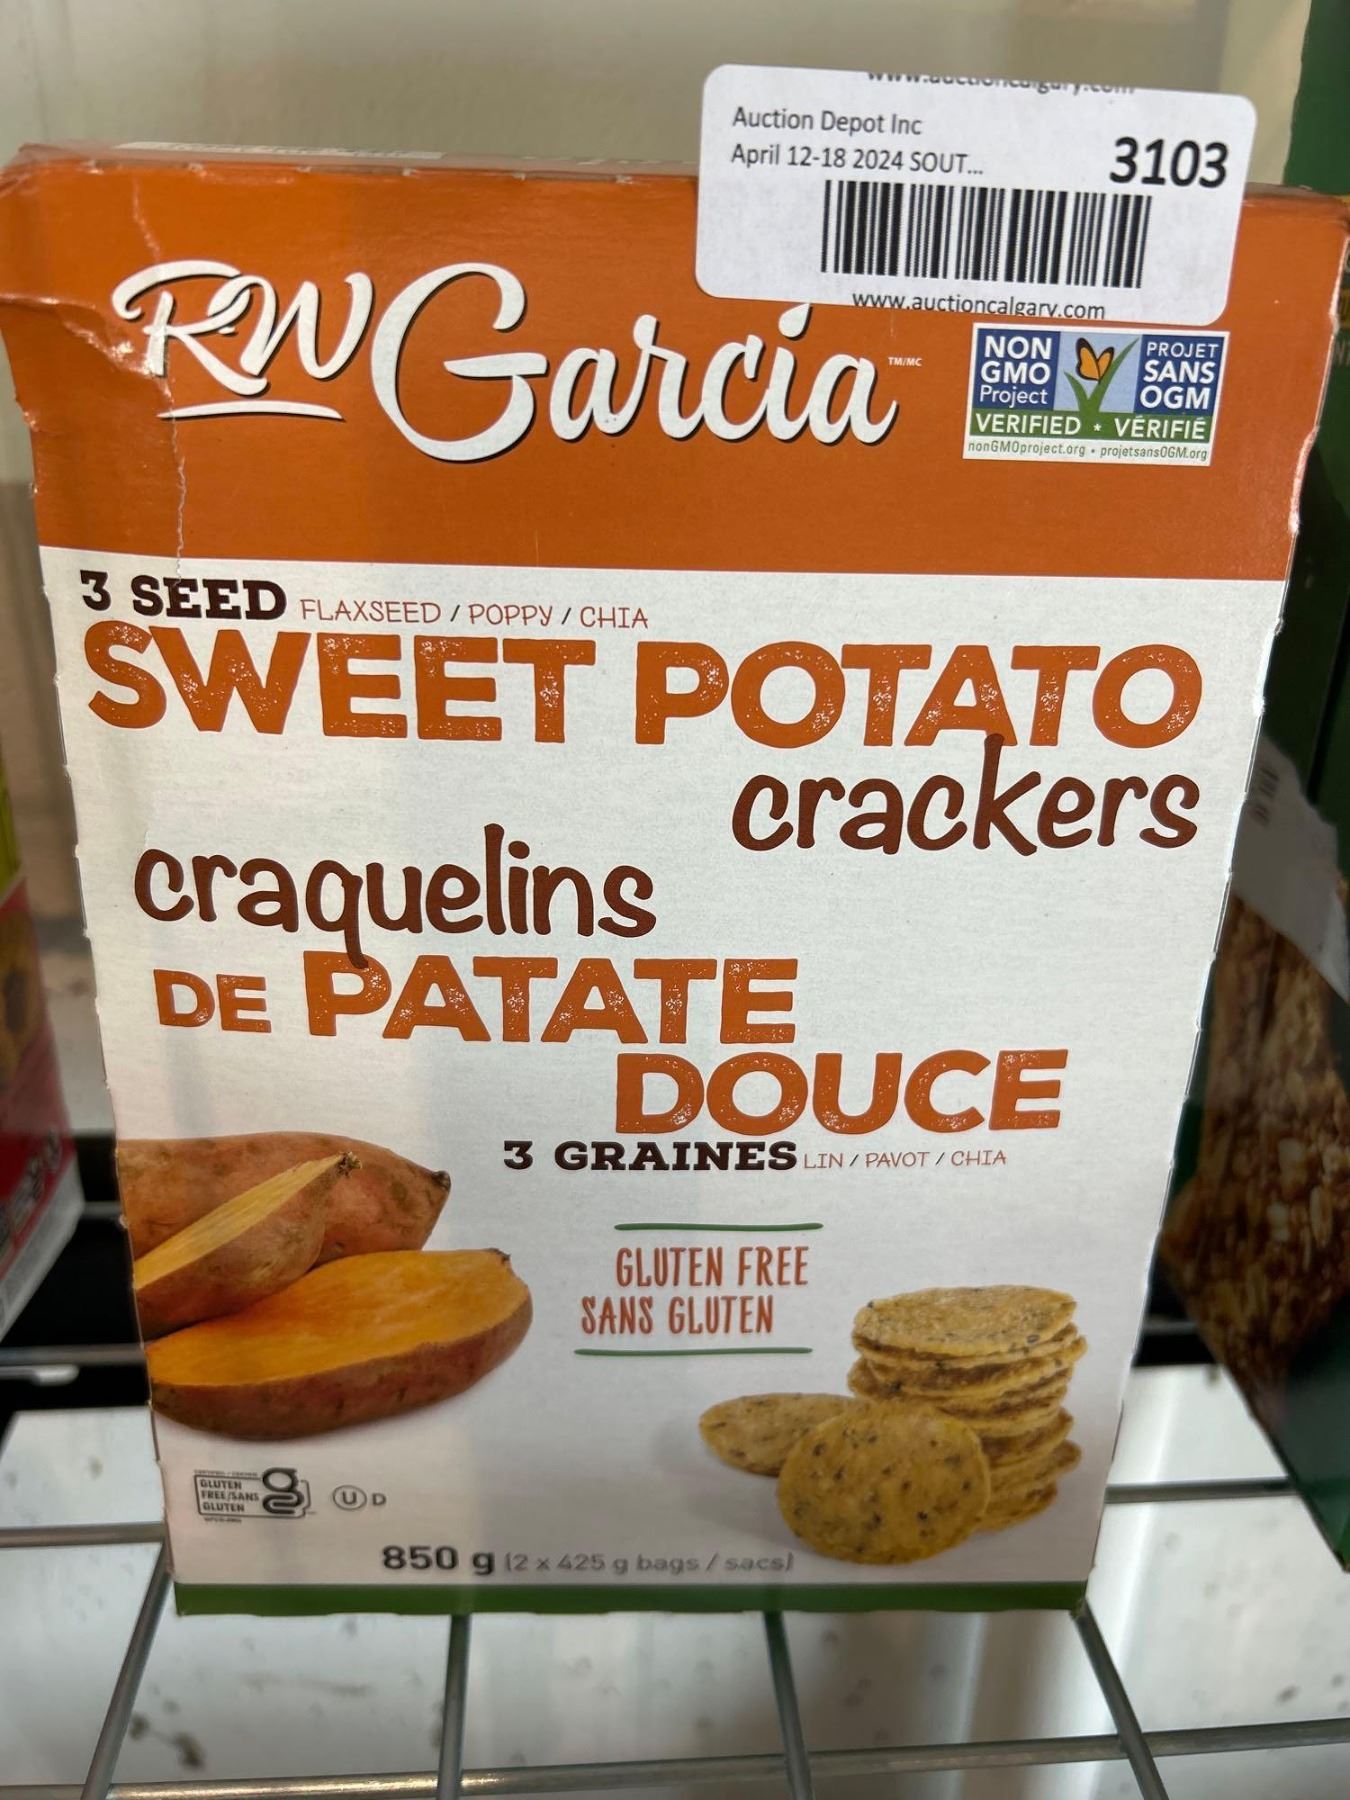 www.auctioncalgary.com
Auction Depot Inc
April 12-18 2024 SOUT...
3103
www.auctioncalgary.com
RW Garcia TM/MC
NON GMO Project
PROJET SANS OGM
VERIFIED * VÉRIFIÉ
nonGMOproject.org • projetsansOGM.org
3 SEED FLAXSEED / POPPY / CHIA
SWEET POTATO
crackers
craquelins
DE PATATE
DOUCE
3 GRAINES LIN / PAVOT / CHIA
GLUTEN FREE
SANS GLUTEN
GLUTEN
FREE/SANS
GLUTEN
U D
850 g (2 x 425 g bags / sacs)